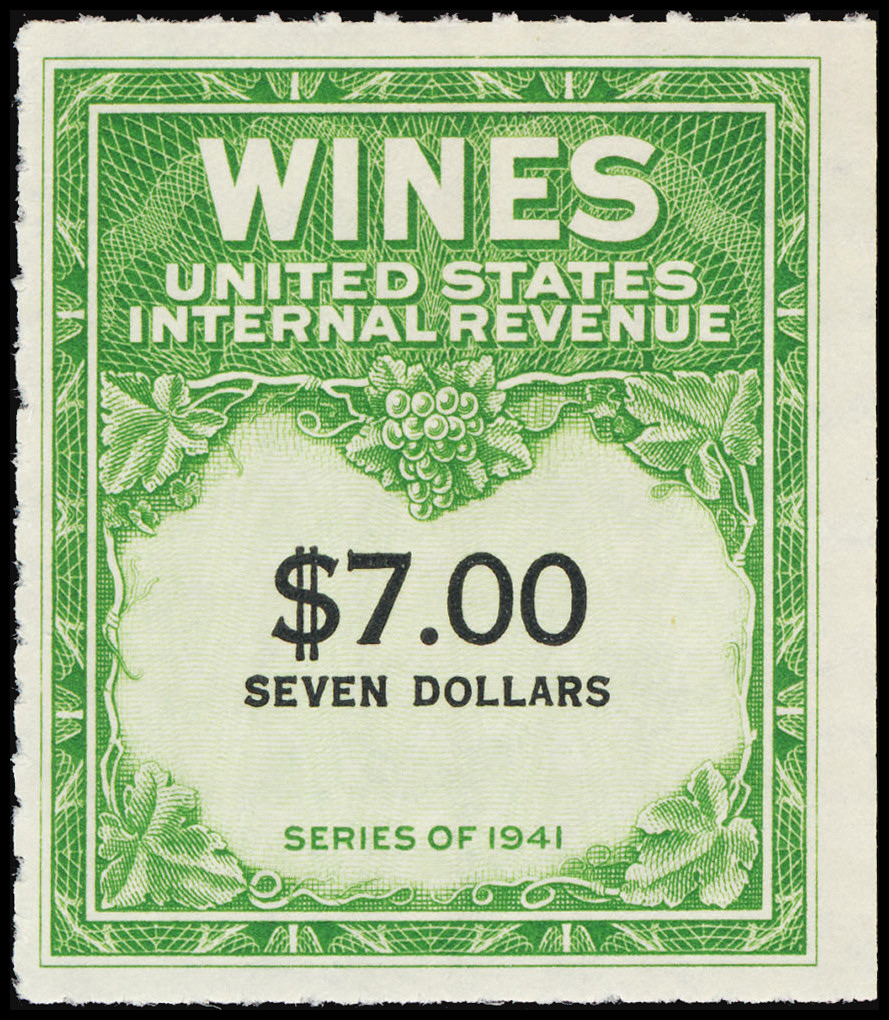 WINES
UNITED STATES
INTERNAL REVENUE
$7.00
SEVEN DOLLARS
SERIES OF 1941